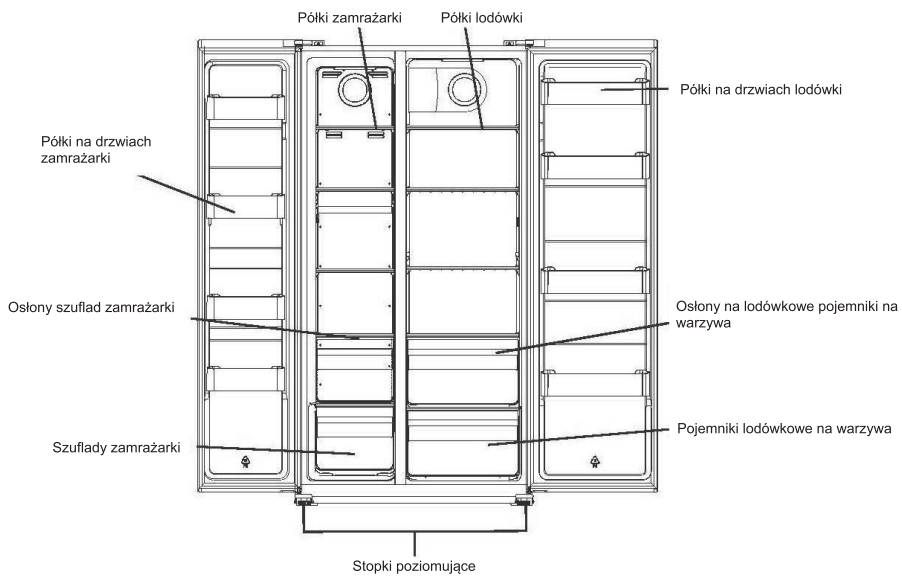 Półki zamrażarki
Półki lodówki
Półki na drzwiach lodówki
Półki na drzwiach
zamrażarki
Osłony szuflad zamrażarki
Osłony na lodówkowe pojemniki na
warzywa
Pojemniki lodówkowe na warzywa
Szuflady zamrażarki
Stopki poziomujące